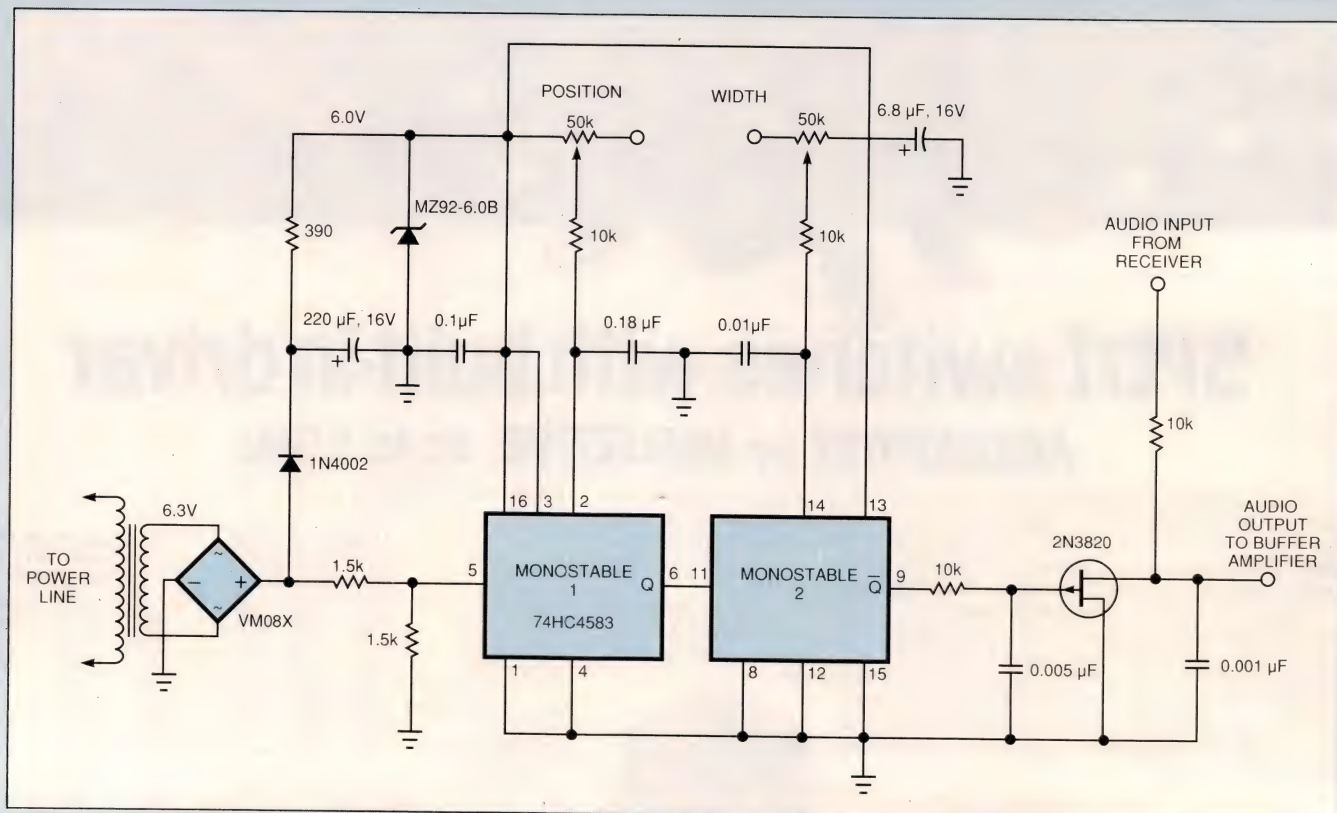 POSITION
WIDTH
6.8 µF, 16V
6.0V
50k
50k
MZ92-6.0B
390
10k
10k
AUDIO INPUT
FROM
RECEIVER
220 µF, 16V
0.1µF
0.18 µF
0.01µF
+
+
10k
1N4002
16
3
2
14
13
6.3V
2N3820
AUDIO
OUTPUT
TO BUFFER
AMPLIFIER
TO
POWER
LINE
~
−
+
~
VM08X
1.5k
5
MONOSTABLE
1
Q
74HC4583
6
11
MONOSTABLE
2
Q̅
9
10k
1.5k
0.005 µF
0.001 µF
1
4
8
12
15